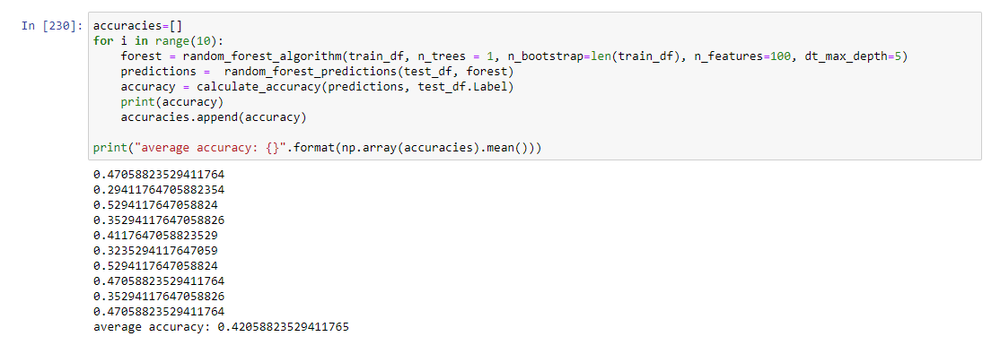 In [230]: accuracies=[]
for i in range(10):
    forest = random_forest_algorithm(train_df, n_trees = 1, n_bootstrap=len(train_df), n_features=100, dt_max_depth=5)
    predictions =  random_forest_predictions(test_df, forest)
    accuracy = calculate_accuracy(predictions, test_df.Label)
    print(accuracy)
    accuracies.append(accuracy)
print("average accuracy: {}".format(np.array(accuracies).mean()))
0.47058823529411764
0.29411764705882354
0.5294117647058824
0.35294117647058826
0.4117647058823529
0.3235294117647059
0.5294117647058824
0.47058823529411764
0.35294117647058826
0.47058823529411764
average accuracy: 0.42058823529411765